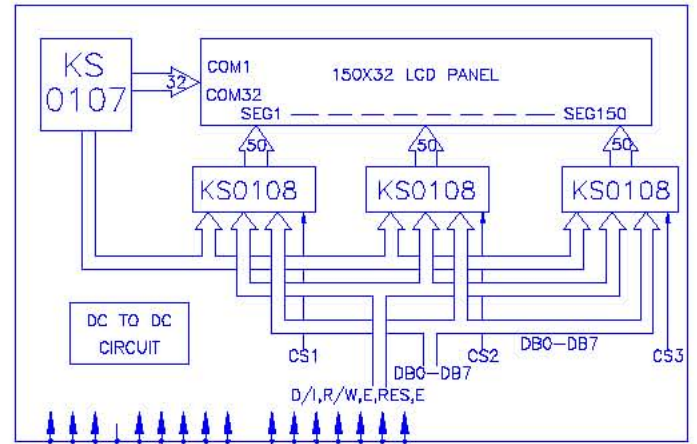 KS
0107
32
COM1
COM32
150X32 LCD PANEL
SEG1
SEG150
50
50
50
KS0108
KS0108
KS0108
DC TO DC
CIRCUIT
CS1
CS2
DB0-DB7
CS3
DB0-DB7
D/I,R/W,E,RES,E